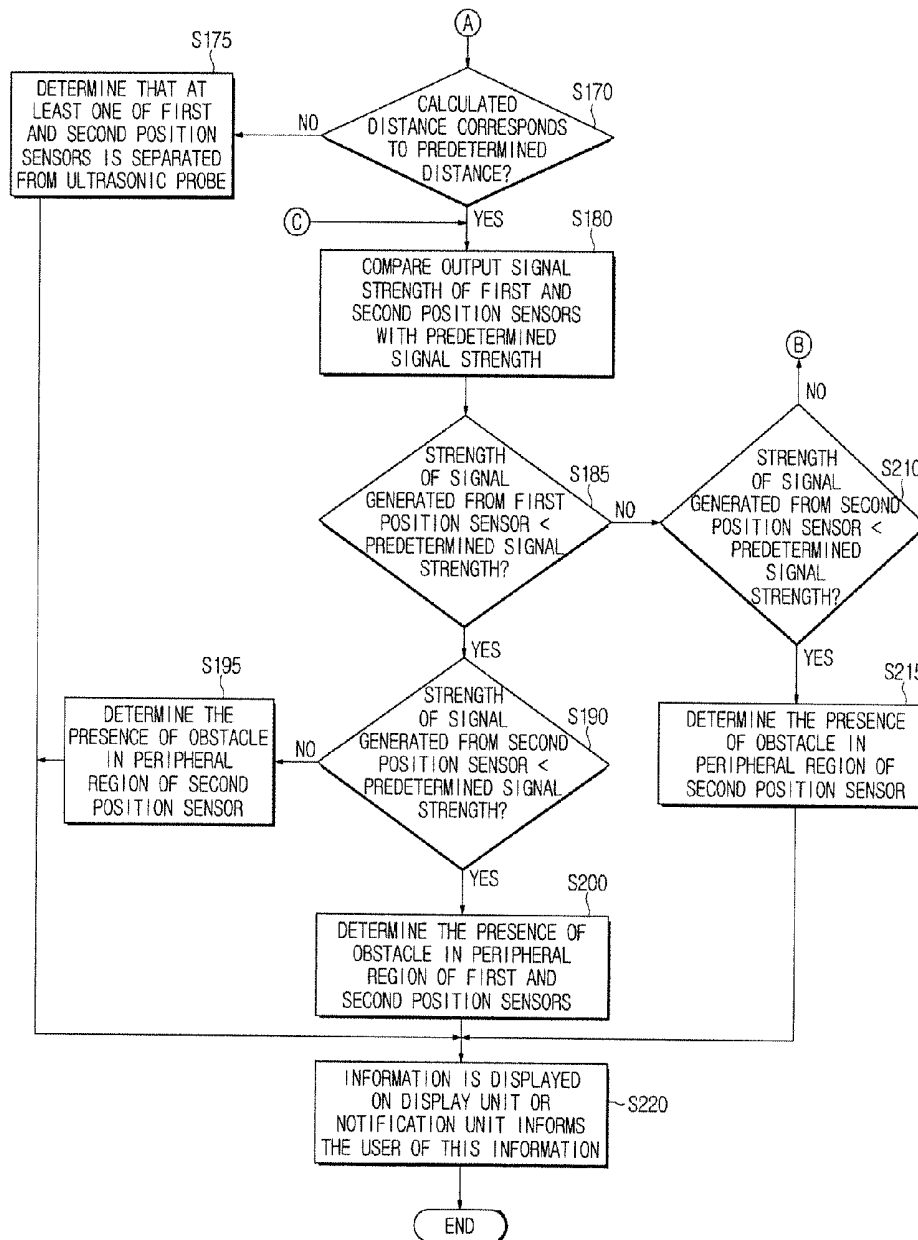 A
S175
DETERMINE THAT AT
LEAST ONE OF FIRST
AND SECOND POSITION
SENSORS IS SEPARATED
FROM ULTRASONIC PROBE
NO
S170
CALCULATED
DISTANCE CORRESPONDS
TO PREDETERMINED
DISTANCE?
C
YES
S180
COMPARE OUTPUT SIGNAL
STRENGTH OF FIRST AND
SECOND POSITION SENSORS
WITH PREDETERMINED
SIGNAL STRENGTH
B
NO
S185
STRENGTH
OF SIGNAL
GENERATED FROM FIRST
POSITION SENSOR <
PREDETERMINED SIGNAL
STRENGTH?
NO
S210
STRENGTH
OF SIGNAL
GENERATED FROM SECOND
POSITION SENSOR <
PREDETERMINED
SIGNAL
STRENGTH?
YES
YES
S195
DETERMINE THE
PRESENCE OF OBSTACLE
IN PERIPHERAL
REGION OF SECOND
POSITION SENSOR
NO
S190
STRENGTH
OF SIGNAL
GENERATED FROM SECOND
POSITION SENSOR <
PREDETERMINED SIGNAL
STRENGTH?
S215
DETERMINE THE PRESENCE
OF OBSTACLE IN
PERIPHERAL REGION OF
SECOND POSITION SENSOR
YES
S200
DETERMINE THE PRESENCE OF
OBSTACLE IN PERIPHERAL
REGION OF FIRST AND
SECOND POSITION SENSORS
INFORMATION IS DISPLAYED
ON DISPLAY UNIT OR
NOTIFICATION UNIT INFORMS
THE USER OF THIS INFORMATION
S220
END